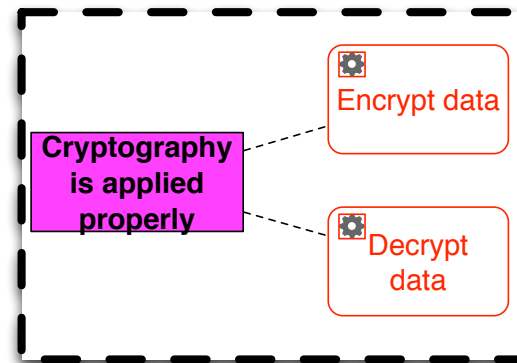 Encrypt data
Cryptography
is applied
properly
Decrypt
data